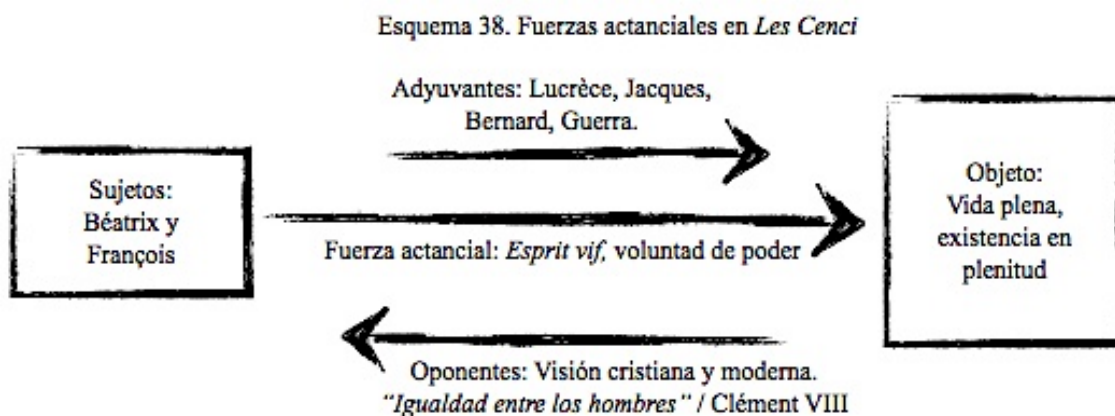 Esquema 38. Fuerzas actanciales en Les Cenci
Adyuvantes: Lucrèce, Jacques,
Bernard, Guerra.
Sujetos:
Béatrix y
François
Fuerza actancial: Esprit vif, voluntad de poder
Objeto:
Vida plena,
existencia en
plenitud
Oponentes: Visión cristiana y moderna.
"Igualdad entre los hombres" / Clément VIII